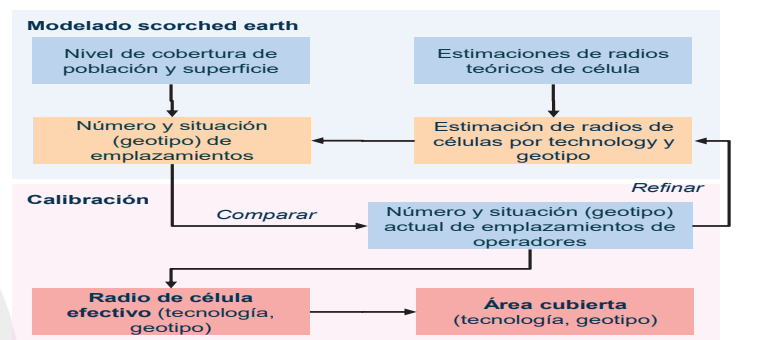 Modelado scorched earth
Nivel de cobertura de
población y superficie
Estimaciones de radios
teóricos de célula
Número y situación
(geotipo) de
emplazamientos
Estimación de radios de
células por technology y
geotipo
Refinar
Calibración
Comparar
Número y situación (geotipo)
actual de emplazamientos de
operadores
Radio de célula
efectivo (tecnología,
geotipo)
Área cubierta
(tecnología, geotipo)